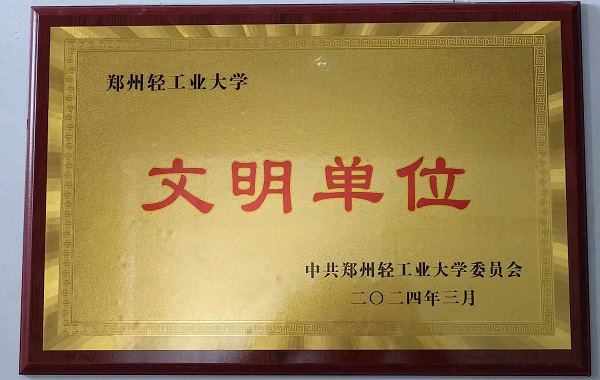 郑州轻工业大学
文明单位
中共郑州轻工业大学委员会
二〇二四年三月